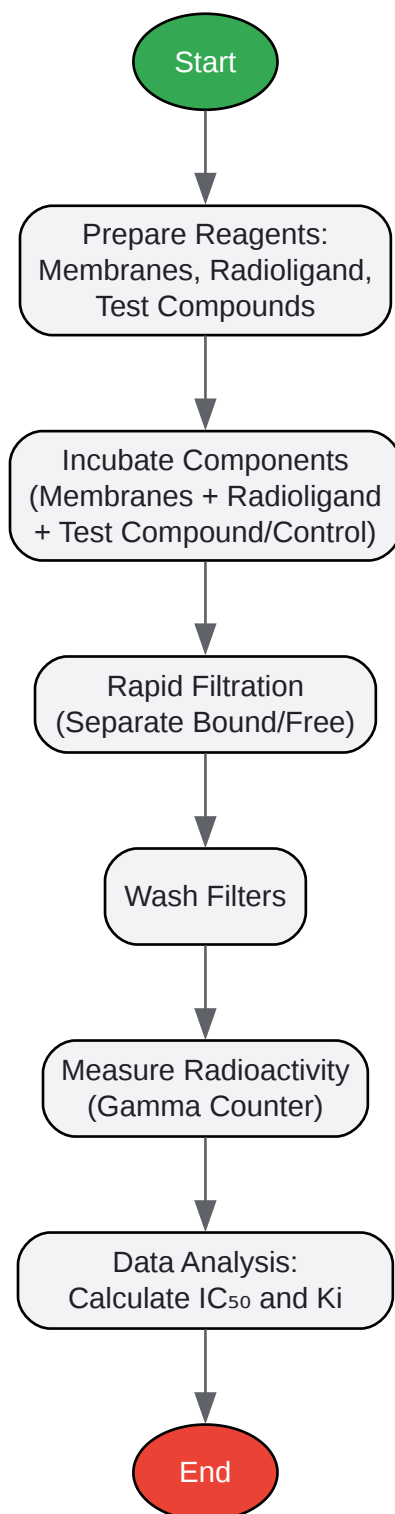 Start
Prepare Reagents:
Membranes, Radioligand,
Test Compounds
Incubate Components
(Membranes + Radioligand
+ Test Compound/Control)
Rapid Filtration
(Separate Bound/Free)
Wash Filters
Measure Radioactivity
(Gamma Counter)
Data Analysis:
Calculate IC₅₀ and Ki
End